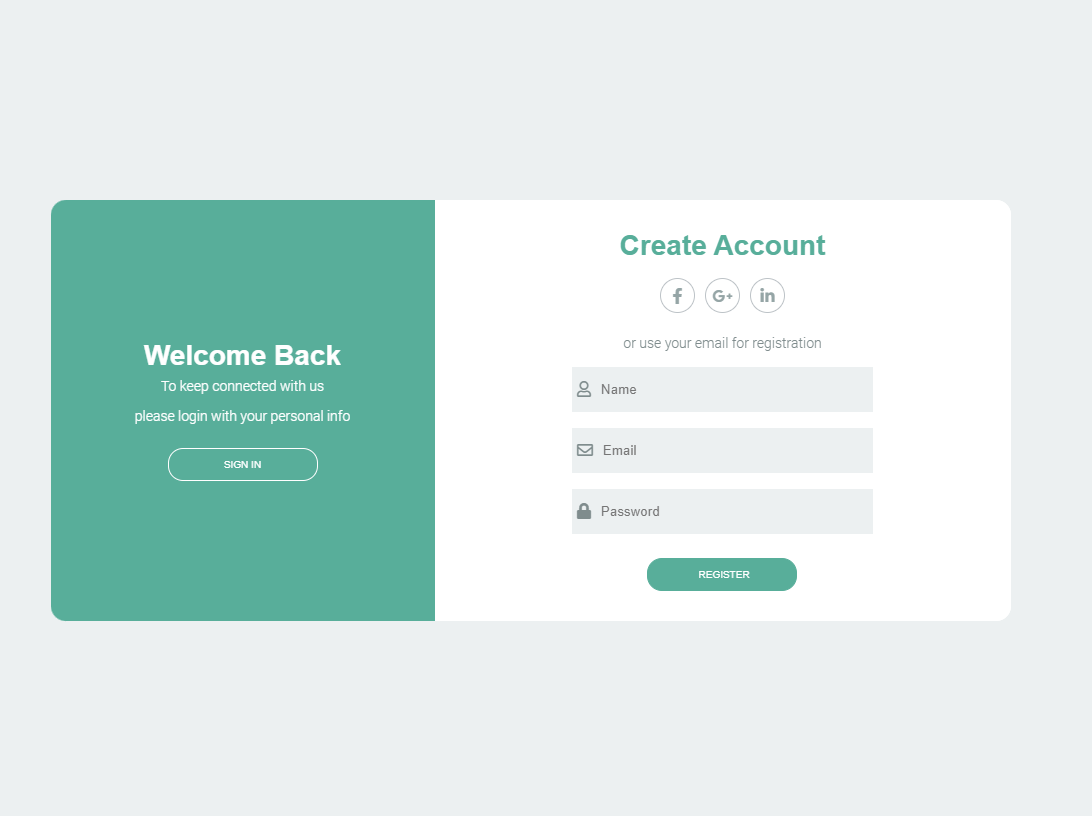 Welcome Back
To keep connected with us
please login with your personal info
SIGN IN
Create Account
f
G+
in
or use your email for registration
Name
Email
Password
REGISTER